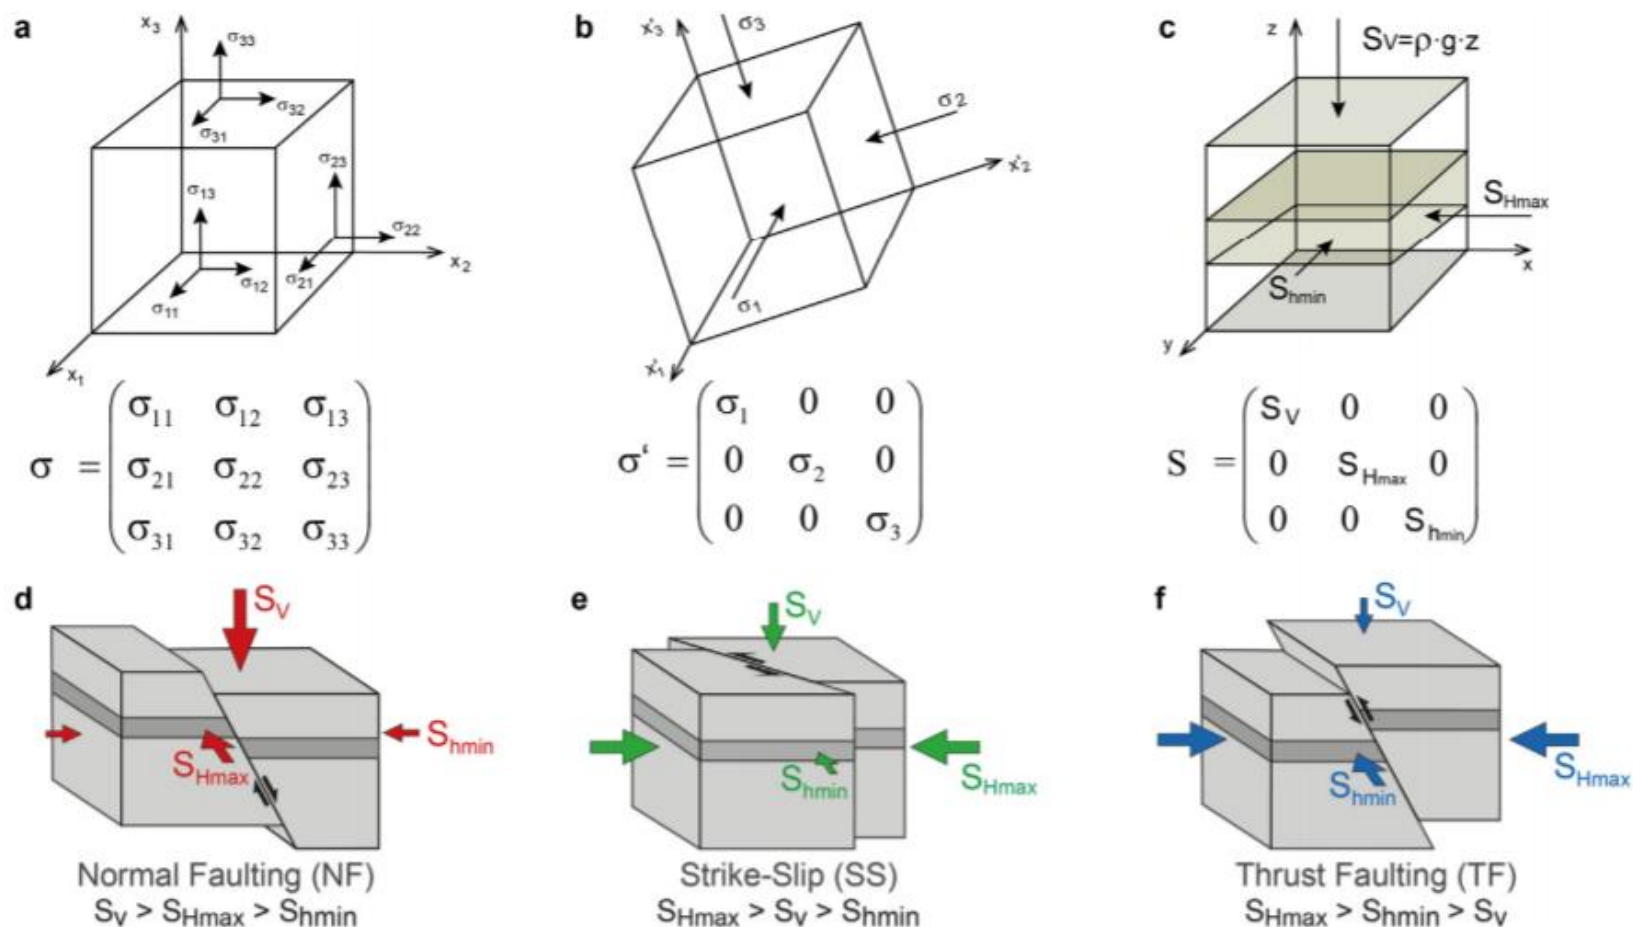 a
x3
σ33
σ32
σ31
σ23
σ13
σ22
x2
σ21
σ12
σ11
x1
σ = (σ11 σ12 σ13
σ21 σ22 σ23
σ31 σ32 σ33)
b
x'3
σ3
σ2
x'2
σ1
x'1
σ' = (σ1 0 0
0 σ2 0
0 0 σ3)
c
z
SV=ρ·g·z
SHmax
x
Shmin
y
S = (SV 0 0
0 SHmax 0
0 0 Shmin)
d
SV
Shmin
SHmax
Normal Faulting (NF)
SV > SHmax > Shmin
e
SV
Shmin
SHmax
Strike-Slip (SS)
SHmax > SV > Shmin
f
SV
SHmax
Shmin
Thrust Faulting (TF)
SHmax > Shmin > SV